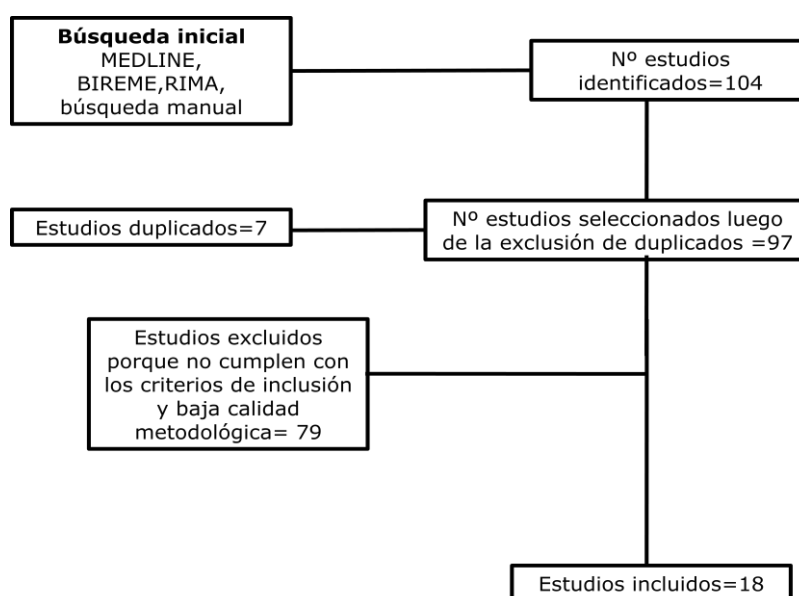 Búsqueda inicial
MEDLINE,
BIREME,RIMA,
búsqueda manual
Nº estudios
identificados=104
Estudios duplicados=7
Nº estudios seleccionados luego
de la exclusión de duplicados =97
Estudios excluidos
porque no cumplen con
los criterios de inclusión
y baja calidad
metodológica= 79
Estudios incluidos=18